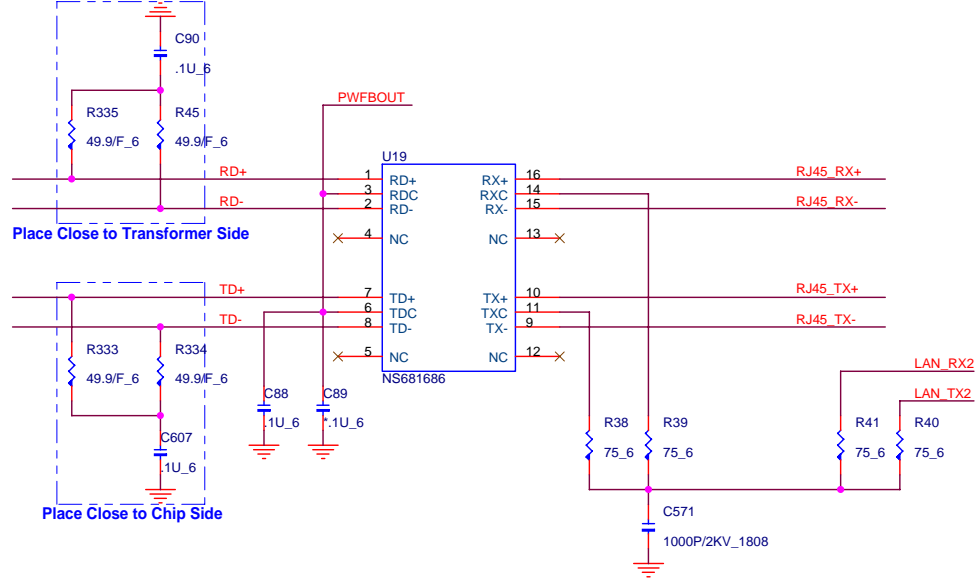 C90
.1U_6
R335
49.9/F_6
R45
49.9/F_6
PWFBOUT
U19
RD+
1
RD+
RX+
16
RJ45_RX+
3
RDC
RXC
14
RD-
2
RD-
RX-
15
RJ45_RX-
Place Close to Transformer Side
4
NC
NC
13
TD+
7
TD+
TX+
10
RJ45_TX+
6
TDC
TXC
11
TD-
8
TD-
TX-
9
RJ45_TX-
5
NC
NC
12
NS681686
R333
49.9/F_6
R334
49.9/F_6
C607
.1U_6
Place Close to Chip Side
C88
.1U_6
C89
*.1U_6
LAN_RX2
LAN_TX2
R38
75_6
R39
75_6
R41
75_6
R40
75_6
C571
1000P/2KV_1808